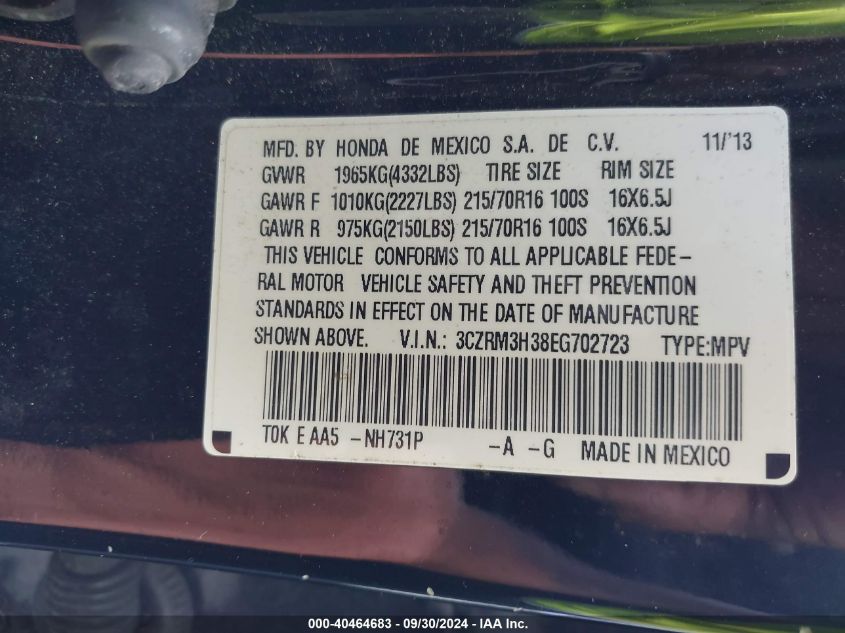 MFD. BY HONDA DE MEXICO S.A. DE C.V. 11/'13
GVWR 1965KG(4332LBS) TIRE SIZE RIM SIZE
GAWR F 1010KG(2227LBS) 215/70R16 100S 16X6.5J
GAWR R 975KG(2150LBS) 215/70R16 100S 16X6.5J
THIS VEHICLE CONFORMS TO ALL APPLICABLE FEDE-
RAL MOTOR VEHICLE SAFETY AND THEFT PREVENTION
STANDARDS IN EFFECT ON THE DATE OF MANUFACTURE
SHOWN ABOVE. V.I.N.: 3CZRM3H38EG702723 TYPE:MPV
T0K E AA5 -NH731P -A -G MADE IN MEXICO
000-40464683 - 09/30/2024 - IAA Inc.